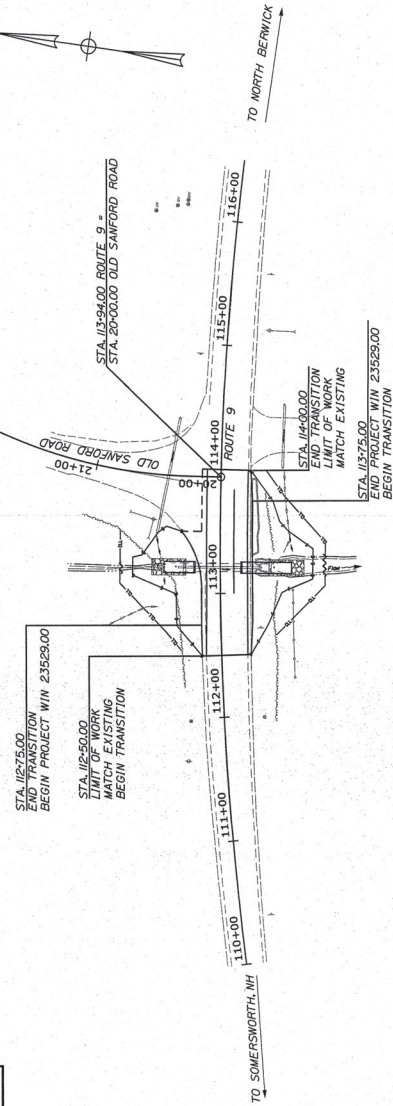 TO NORTH BERWICK
STA. 113+94.00 ROUTE 9 =
STA. 20+00.00 OLD SANFORD ROAD
116+00
115+00
114+00
ROUTE 9
OLD SANFORD ROAD
21+00
20+00
STA. 114+00.00
END TRANSITION
LIMIT OF WORK
MATCH EXISTING
STA. 113+75.00
END PROJECT WIN 23529.00
BEGIN TRANSITION
113+00
Flow
STA. 112+75.00
END TRANSITION
BEGIN PROJECT WIN 23529.00
STA. 112+50.00
LIMIT OF WORK
MATCH EXISTING
BEGIN TRANSITION
112+00
111+00
110+00
TO SOMERSWORTH, NH